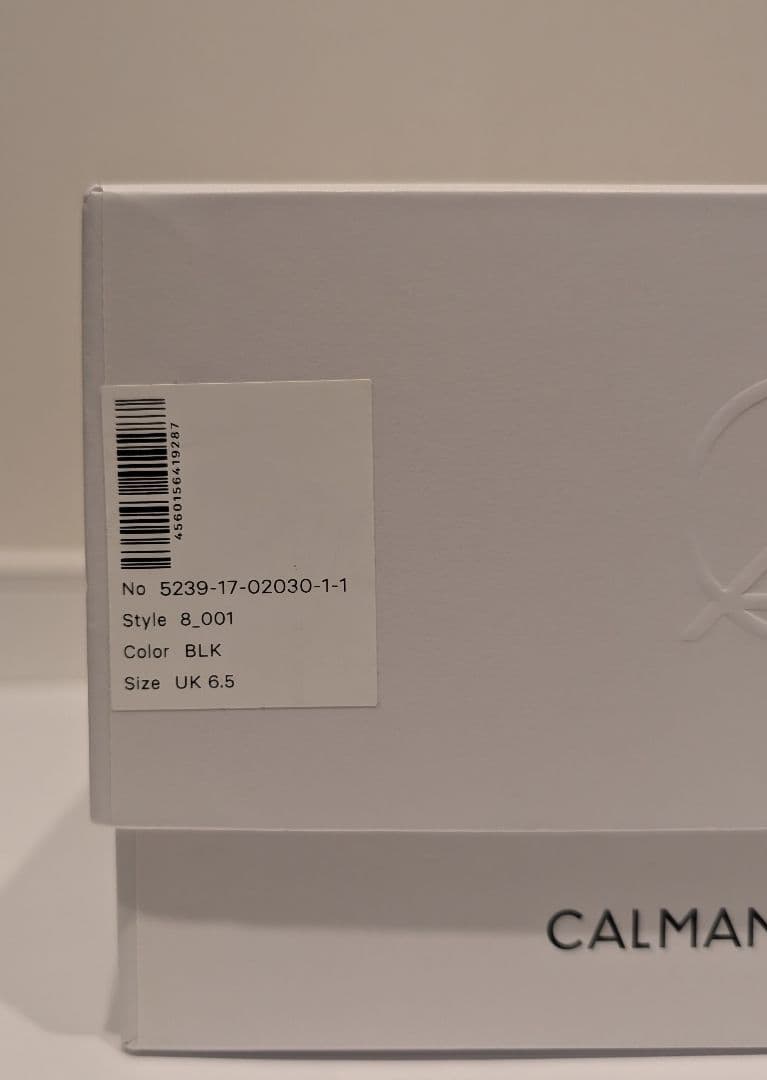 4560156419287
No 5239-17-02030-1-1
Style 8_001
Color BLK
Size UK 6.5
CALMAN